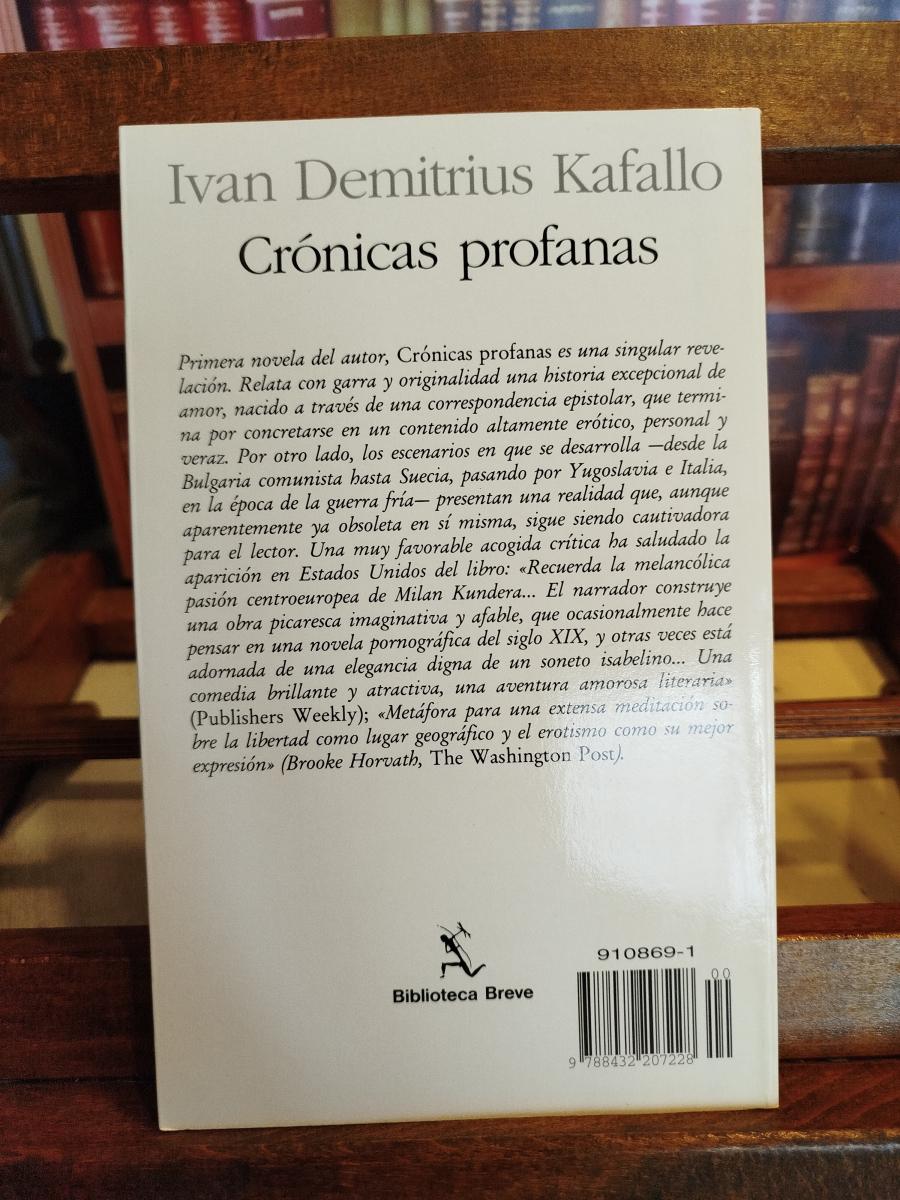 Ivan Demitrius Kafallo
Crónicas profanas
Primera novela del autor, Crónicas profanas es una singular reve-
lación. Relata con garra y originalidad una historia excepcional de
amor, nacido a través de una correspondencia epistolar, que termi-
na por concretarse en un contenido altamente erótico, personal y
veraz. Por otro lado, los escenarios en que se desarrolla —desde la
Bulgaria comunista hasta Suecia, pasando por Yugoslavia e Italia,
en la época de la guerra fría— presentan una realidad que, aunque
aparentemente ya obsoleta en sí misma, sigue siendo cautivadora
para el lector. Una muy favorable acogida crítica ha saludado la
aparición en Estados Unidos del libro: «Recuerda la melancólica
pasión centroeuropea de Milan Kundera... El narrador construye
una obra picaresca imaginativa y afable, que ocasionalmente hace
pensar en una novela pornográfica del siglo XIX, y otras veces está
adornada de una elegancia digna de un soneto isabelino... Una
comedia brillante y atractiva, una aventura amorosa literaria»
(Publishers Weekly); «Metáfora para una extensa meditación so-
bre la libertad como lugar geográfico y el erotismo como su mejor
expresión» (Brooke Horvath, The Washington Post).
Biblioteca Breve
910869-1
00
9 788432 207228